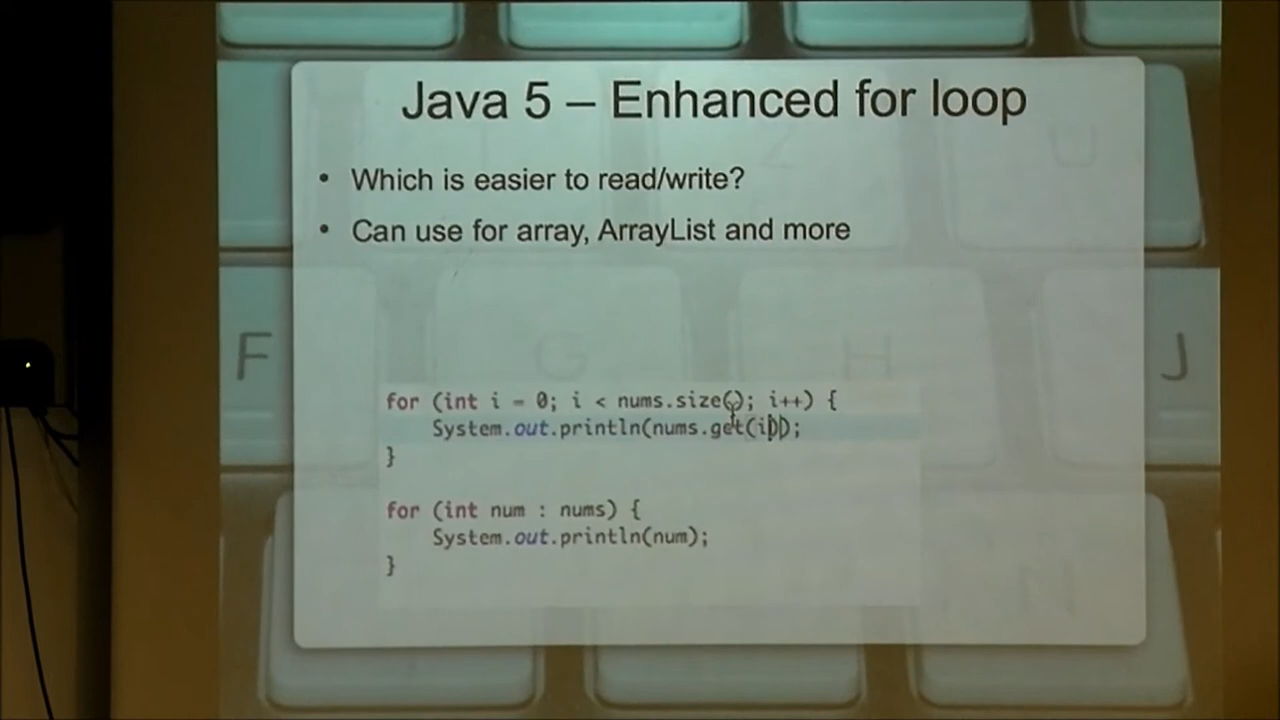 Java 5 – Enhanced for loop
• Which is easier to read/write?
• Can use for array, ArrayList and more
F G H J
U
for (int i = 0; i < nums.size(); i++) {
System.out.println(nums.get(i));
}
for (int num : nums) {
System.out.println(num);
}
N